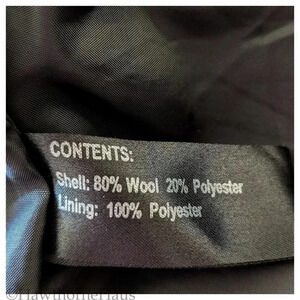 CONTENTS:
Shell: 80% Wool 20% Polyester
Lining: 100% Polyester